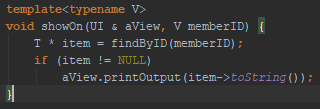 template<typename V>
void showOn(UI & aView, V memberID) {
    T * item = findByID(memberID);
    if (item != NULL)
        aView.printOutput(item->toString());
}